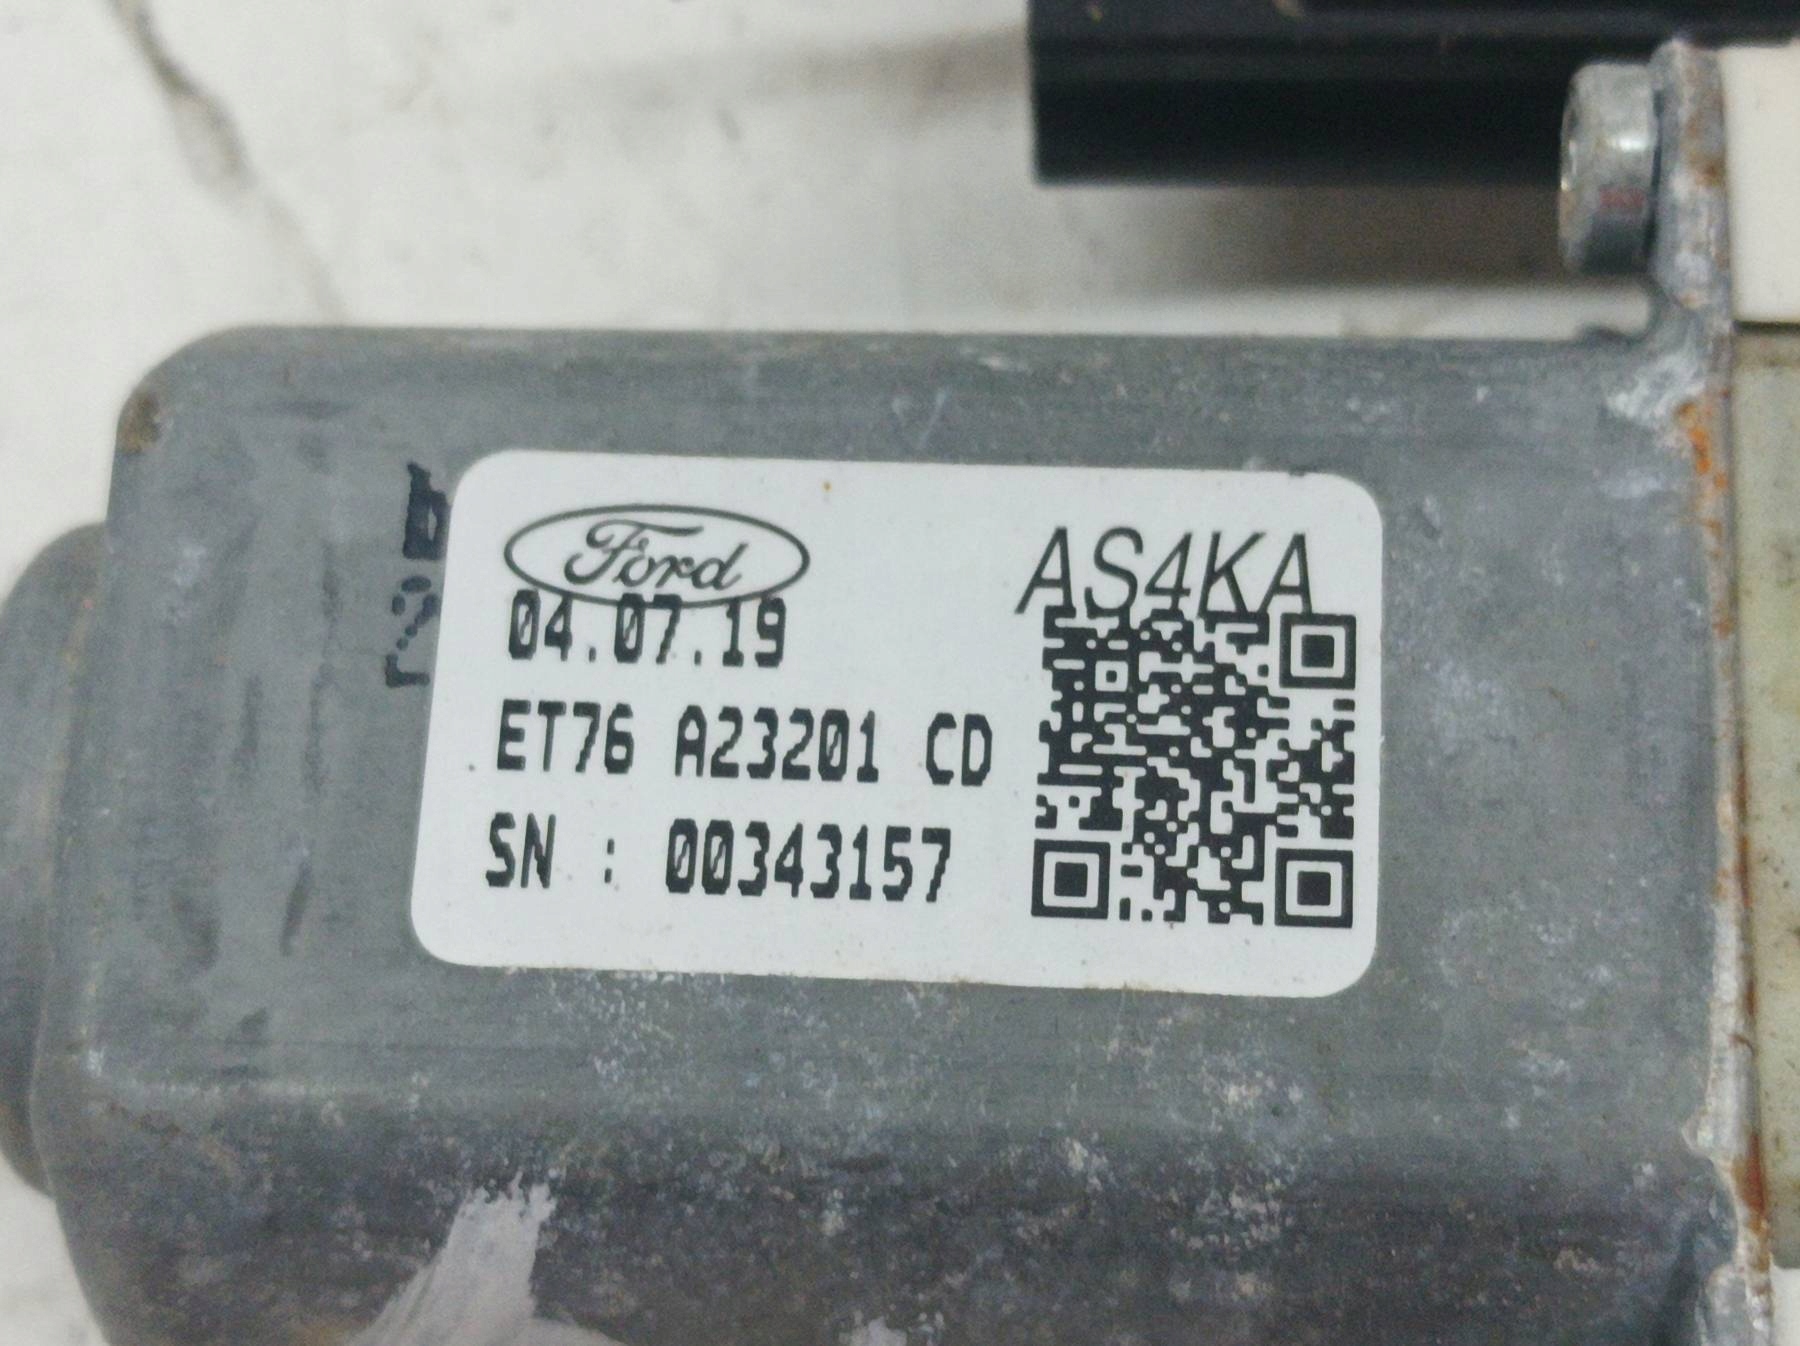 Ford
AS4KA
04.07.19
ET76 A23201 CD
SN : 00343157